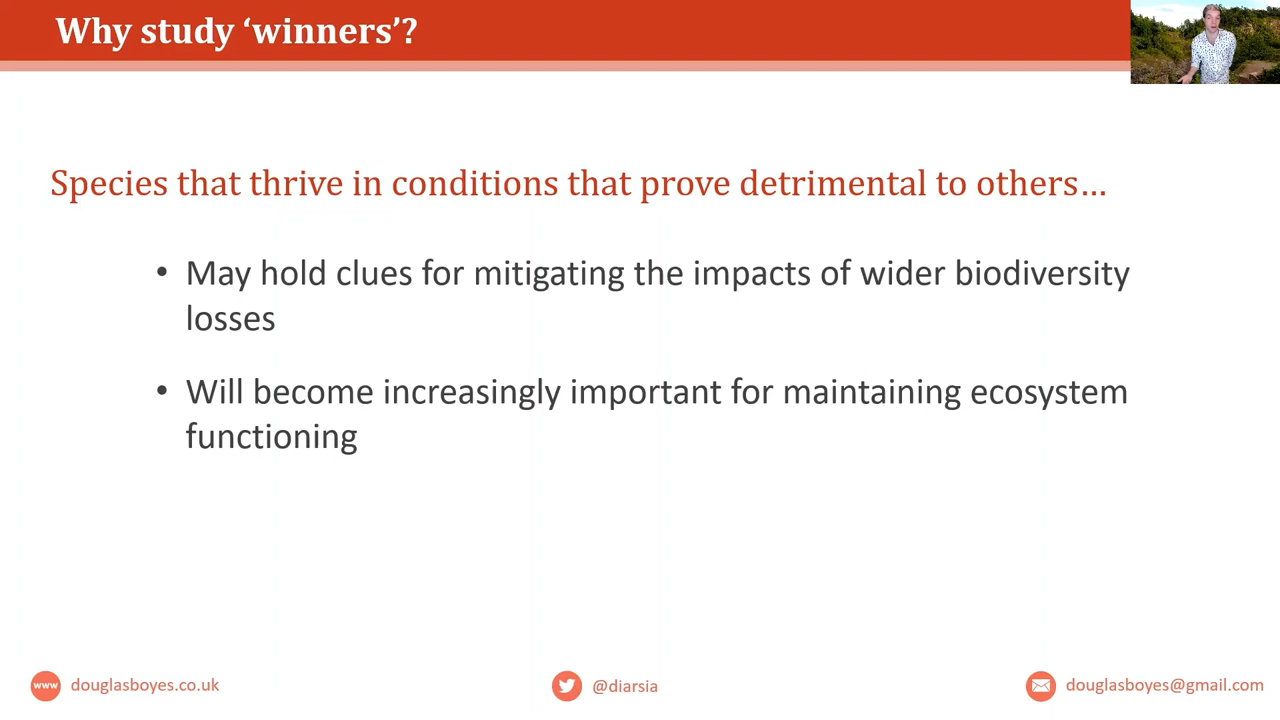 Why study ‘winners’?
Species that thrive in conditions that prove detrimental to others…
• May hold clues for mitigating the impacts of wider biodiversity
losses
• Will become increasingly important for maintaining ecosystem
functioning
www douglasboyes.co.uk
@diarsia
douglasboyes@gmail.com